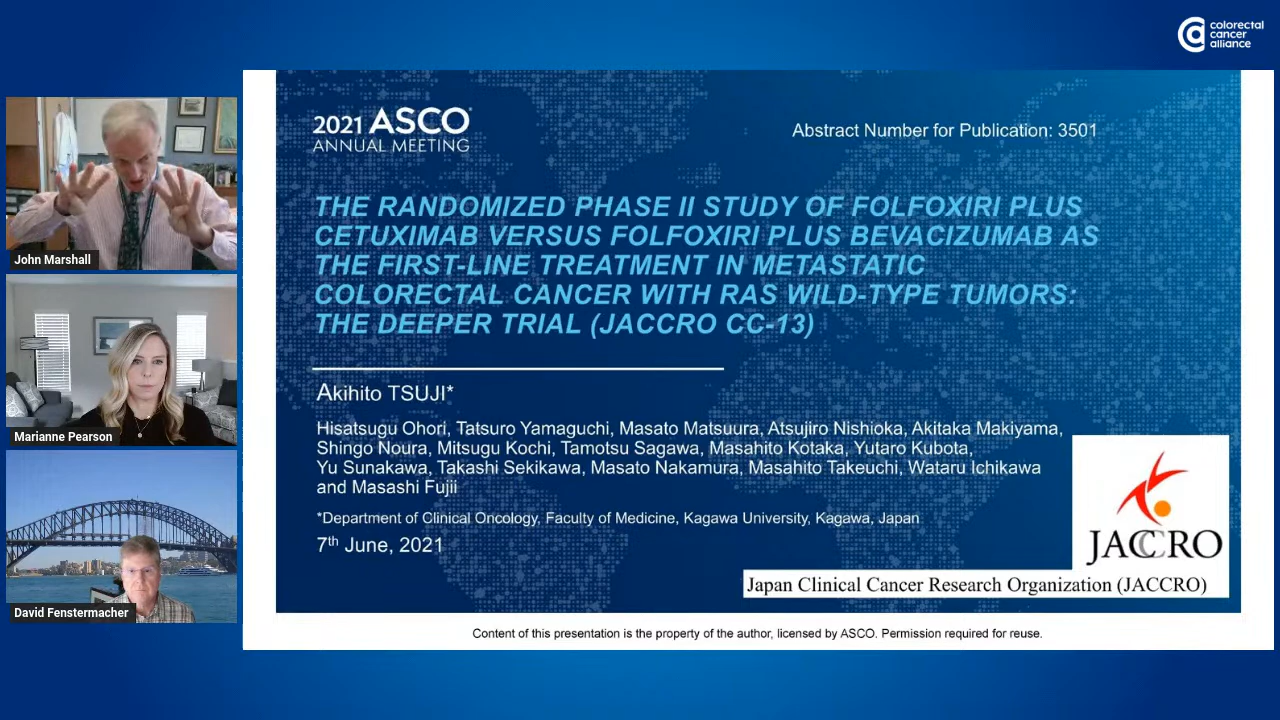 colorectal
cancer
alliance
2021 ASCO®
ANNUAL MEETING
Abstract Number for Publication: 3501
THE RANDOMIZED PHASE II STUDY OF FOLFOXIRI PLUS
CETUXIMAB VERSUS FOLFOXIRI PLUS BEVACIZUMAB AS
THE FIRST-LINE TREATMENT IN METASTATIC
COLORECTAL CANCER WITH RAS WILD-TYPE TUMORS:
THE DEEPER TRIAL (JACCRO CC-13)
Akihito TSUJI*
Hisatsugu Ohori, Tatsuro Yamaguchi, Masato Matsuura, Atsujiro Nishioka, Akitaka Makiyama,
Shingo Noura, Mitsugu Kochi, Tamotsu Sagawa, Masahito Kotaka, Yutaro Kubota,
Yu Sunakawa, Takashi Sekikawa, Masato Nakamura, Masahito Takeuchi, Wataru Ichikawa
and Masashi Fujii
*Department of Clinical Oncology, Faculty of Medicine, Kagawa University, Kagawa, Japan
7th June, 2021
JACCRO
Japan Clinical Cancer Research Organization (JACCRO)
Content of this presentation is the property of the author, licensed by ASCO. Permission required for reuse.
John Marshall
Marianne Pearson
David Fenstermacher